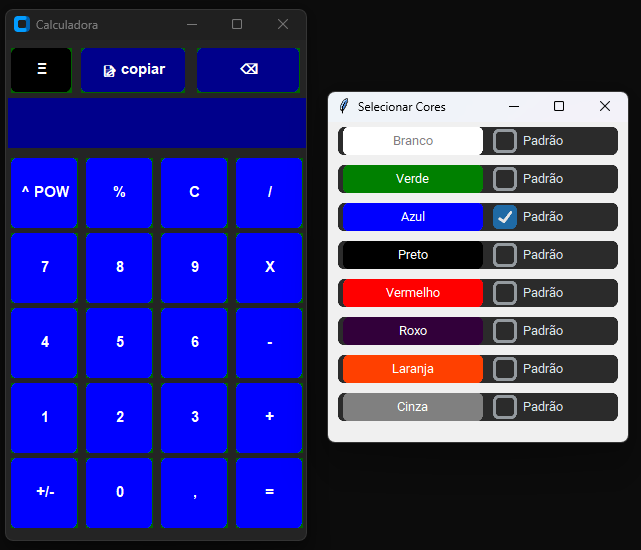 Calculadora
Ξ copiar ⌫
^ POW % C /
7 8 9 X
4 5 6 -
1 2 3 +
+/- 0 , =
Selecionar Cores
Branco Padrão
Verde Padrão
Azul Padrão
Preto Padrão
Vermelho Padrão
Roxo Padrão
Laranja Padrão
Cinza Padrão